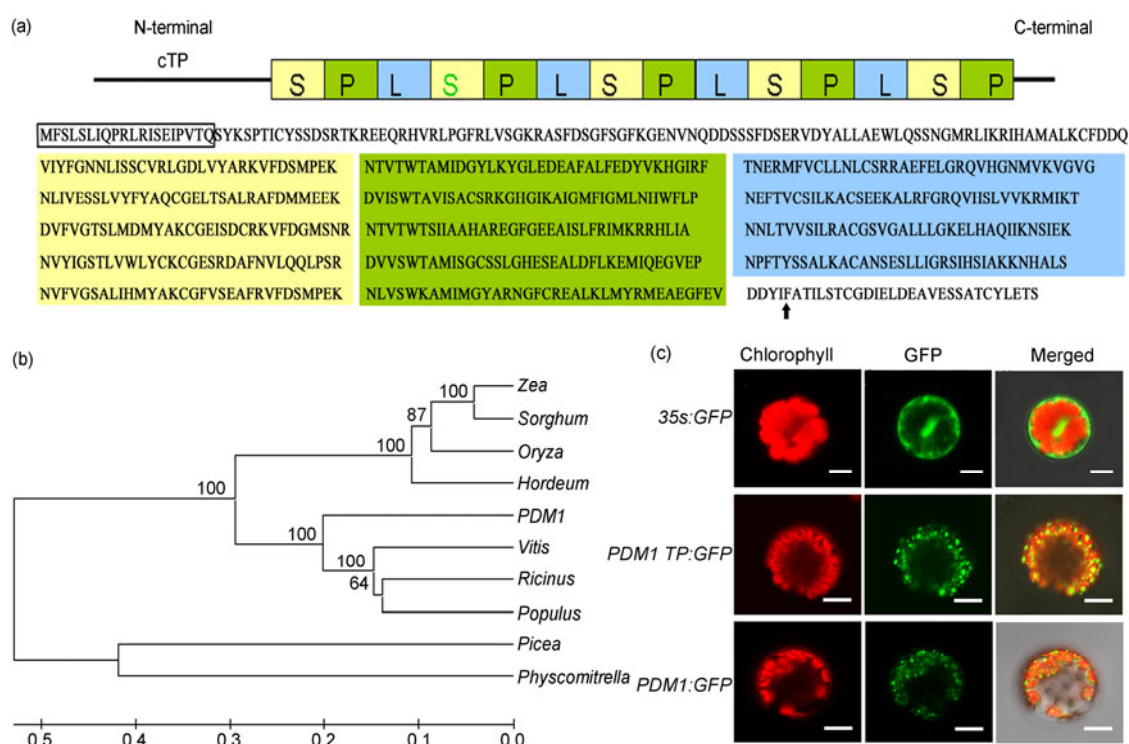 (a)
N-terminal C-terminal
cTP
S P L S P L S P L S P L S P
MFSLSLIQPRLRISEIPVTQSYKSPTICYSSDSRTKREEQRHVRLPGFRLVSGKRASFDSGFSGFKGENVNQDDSSSFDSERVDYALLAEWLQSSNGMRLIKRIHAMALKCFDDQ
VIYFGNNLISSCVRLGDLVYARKVFDSMPEK NTVTWTAMIDGYLKYGLEDEAFALFEDYVKHGIRF TNERMFVCLLNLCSRRAEFELGRQVHGNMVKVGVG
NLIVESSLVYFYAQCGELTSALRAFDMMEEK DVISWTAVISACSRKGHGIKAIGMFIGMLNHWFLP NEFTVCSILKACSEEKALRFGRQVHSLVVKRMIKT
DVFVGTSLMDMYAKCGEISDCRKVFDGMSNR NTVTWTSIIAAHAREGFGEEAISLFRIMKRRHLIA NNLTVVSILRACGSVGALLLGKELHAQIIKNSIEK
NVYIGSTLVWLYCKCGESRDAFNVLQQLPSR DVVSWTAMISGCSSLGHESEALDFLKEMIQEGVEP NPFTYSSALKACANSESLLIGRSIHSIAKKNHALS
NVFVGSALIHMYAKCGFVSEAFRVFDSMPEK NLVSWKAMIMGYARNGFCREALKLMYRMEAEGFEV DDYIFATILSTCGDIELDEAVESSATCYLETS
(b)
Zea
100
Sorghum
87
Oryza
100
Hordeum
100
PDM1
100
Vitis
100
Ricinus
64
Populus
Picea
Physcomitrella
0.5 0.4 0.3 0.2 0.1 0.0
(c)
Chlorophyll GFP Merged
35s:GFP
PDM1 TP:GFP
PDM1:GFP